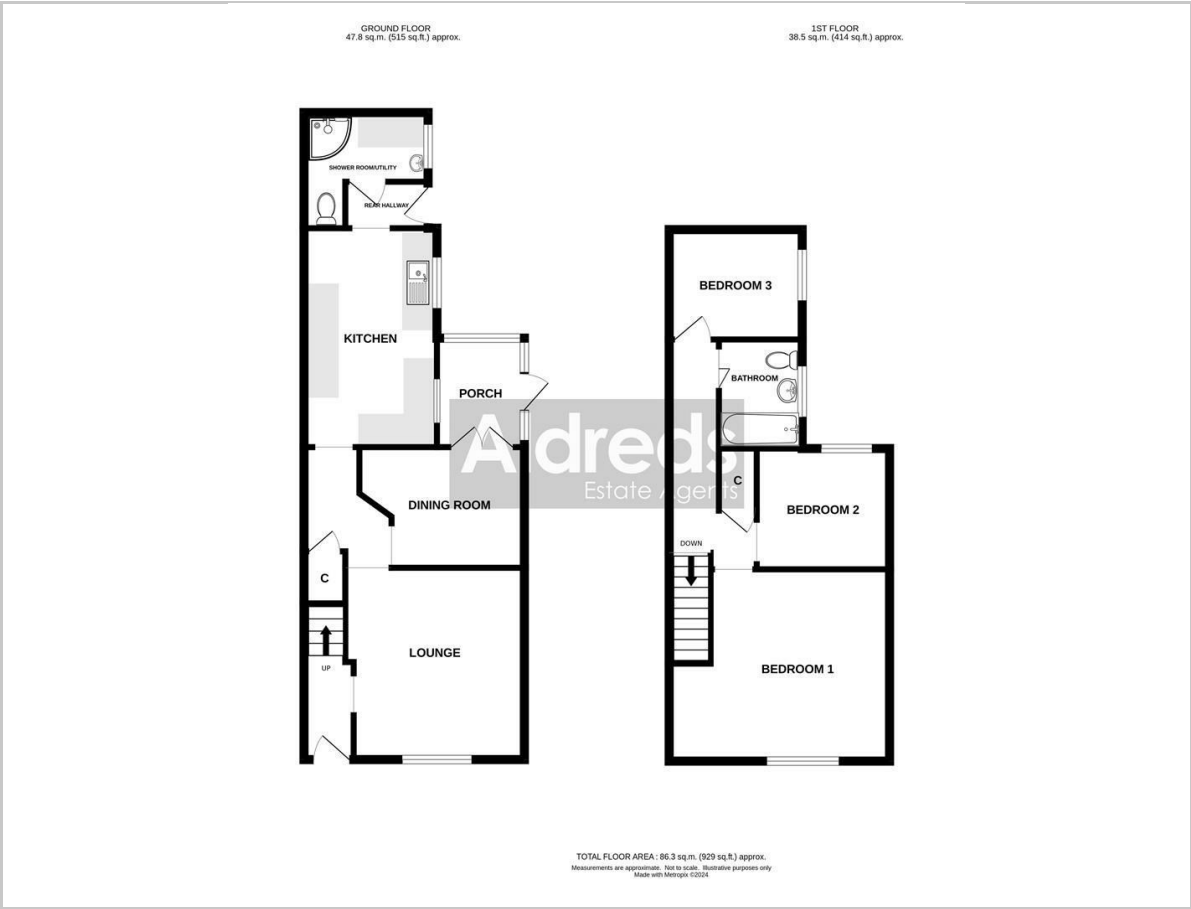 GROUND FLOOR
47.8 sq.m. (515 sq.ft.) approx.
1ST FLOOR
38.5 sq.m. (414 sq.ft.) approx.
SHOWER ROOM/UTILITY
REAR HALLWAY
KITCHEN
PORCH
DINING ROOM
C
UP
LOUNGE
BEDROOM 3
BATHROOM
C
BEDROOM 2
DOWN
BEDROOM 1
Aldreds
Estate Agents
TOTAL FLOOR AREA : 86.3 sq.m. (929 sq.ft.) approx.
Measurements are approximate. Not to scale. Illustrative purposes only
Made with Metropix ©2024